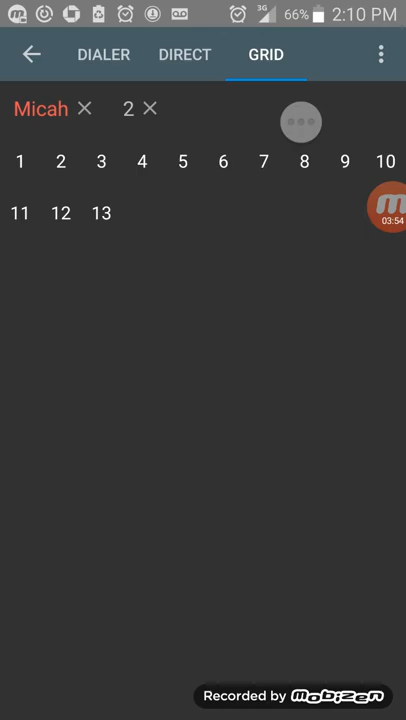 3G 66% 2:10 PM
DIALER DIRECT GRID
Micah 2
1 2 3 4 5 6 7 8 9 10
11 12 13
03:54
Recorded by mobizen